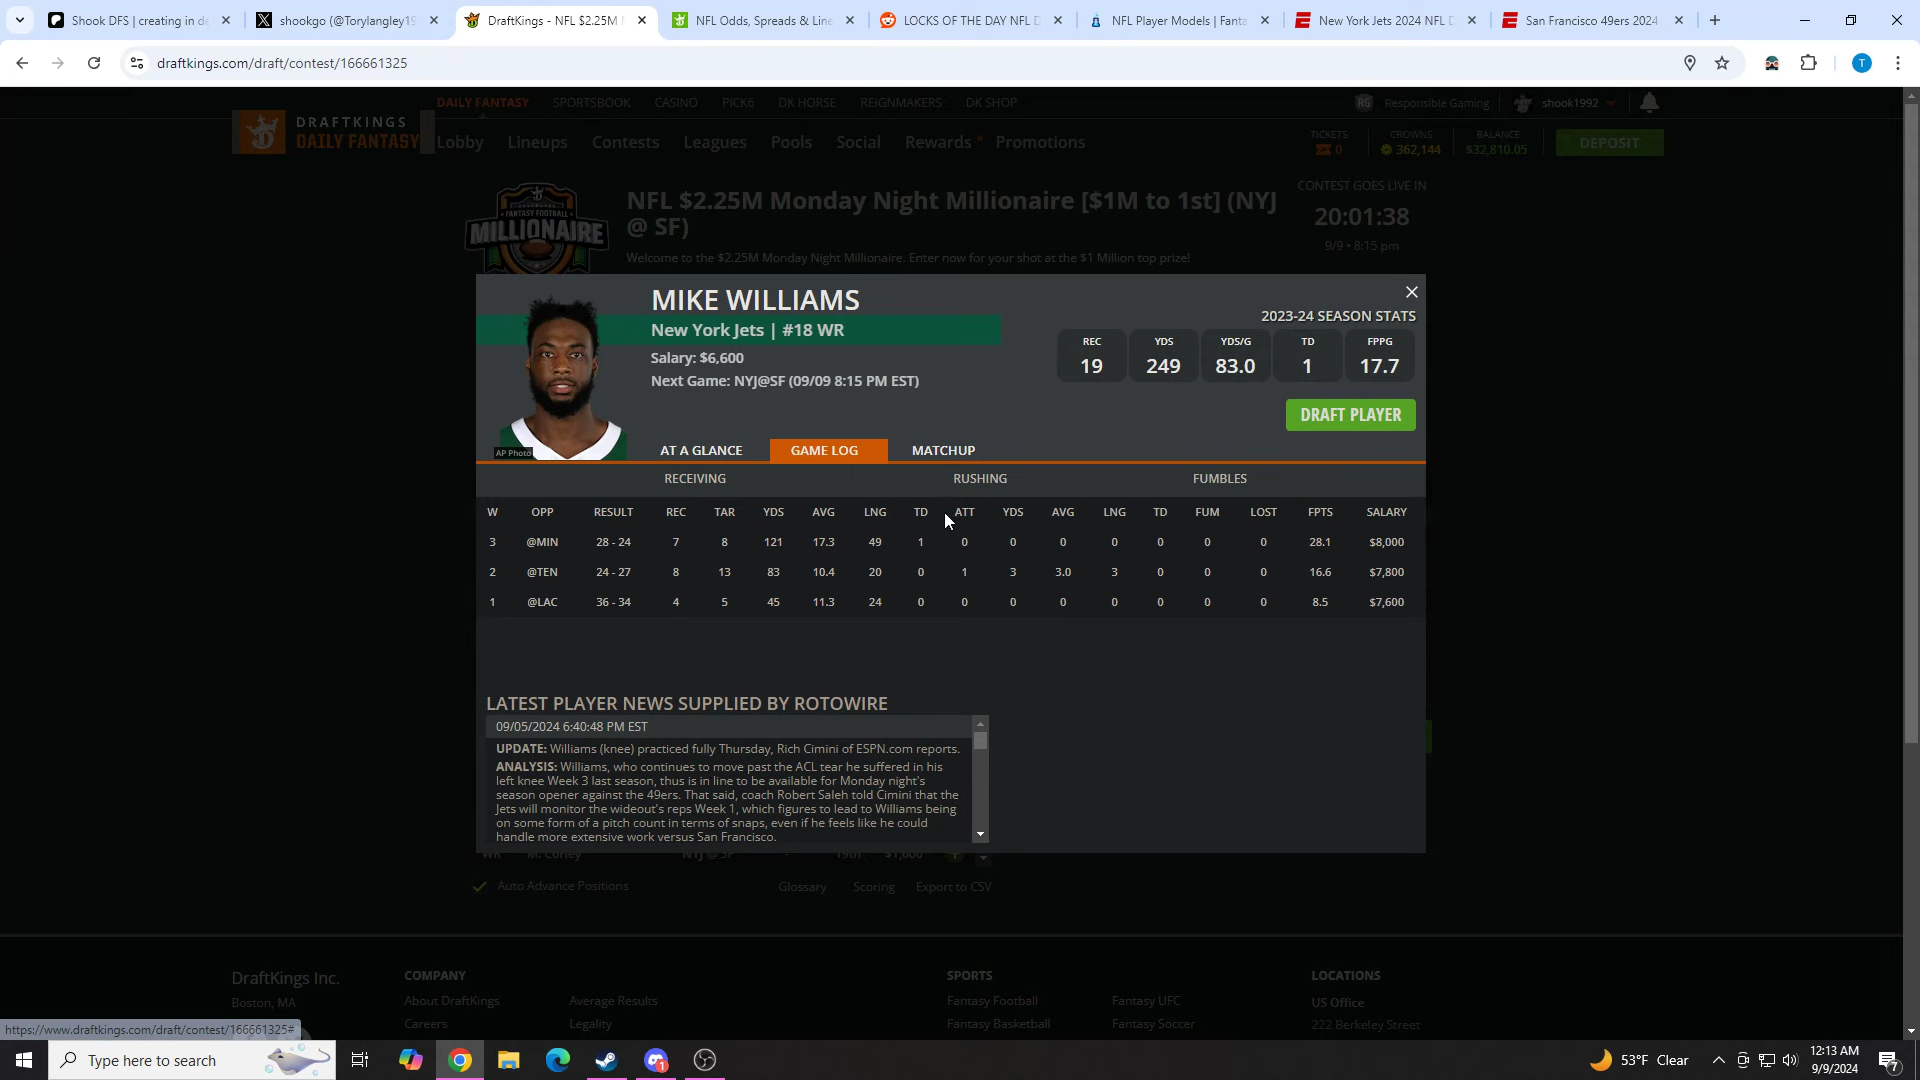 Shook DFS | creating in de
shookgo (@Torylangley19
DraftKings - NFL $2.25M
NFL Odds, Spreads & Line
LOCKS OF THE DAY NFL D
NFL Player Models | Fanta
New York Jets 2024 NFL D
San Francisco 49ers 2024
draftkings.com/draft/contest/166661325
T
DAILY FANTASY SPORTSBOOK CASINO PICK6 DK HORSE REIGNMAKERS DK SHOP
RG Responsible Gaming shook1992
DRAFTKINGS
DAILY FANTASY
Lobby Lineups Contests Leagues Pools Social Rewards Promotions
TICKETS CROWNS BALANCE
0 362,144 $32,810.05
DEPOSIT
FANTASY FOOTBALL
MILLIONAIRE
NFL $2.25M Monday Night Millionaire [$1M to 1st] (NYJ
@ SF)
Welcome to the $2.25M Monday Night Millionaire. Enter now for your shot at the $1 Million top prize!
CONTEST GOES LIVE IN
20:01:38
9/9 • 8:15 pm
MIKE WILLIAMS
New York Jets | #18 WR
Salary: $6,600
Next Game: NYJ@SF (09/09 8:15 PM EST)
AP Photo
2023-24 SEASON STATS
REC YDS YDS/G TD FPPG
19 249 83.0 1 17.7
DRAFT PLAYER
AT A GLANCE GAME LOG MATCHUP
RECEIVING RUSHING FUMBLES
W OPP RESULT REC TAR YDS AVG LNG TD ATT YDS AVG LNG TD FUM LOST FPTS SALARY
3 @MIN 28 - 24 7 8 121 17.3 49 1 0 0 0 0 0 0 0 28.1 $8,000
2 @TEN 24 - 27 8 13 83 10.4 20 0 1 3 3.0 3 0 0 0 16.6 $7,800
1 @LAC 36 - 34 4 5 45 11.3 24 0 0 0 0 0 0 0 0 8.5 $7,600
LATEST PLAYER NEWS SUPPLIED BY ROTOWIRE
09/05/2024 6:40:48 PM EST
UPDATE: Williams (knee) practiced fully Thursday, Rich Cimini of ESPN.com reports.
ANALYSIS: Williams, who continues to move past the ACL tear he suffered in his
left knee Week 3 last season, thus is in line to be available for Monday night's
season opener against the 49ers. That said, coach Robert Saleh told Cimini that the
Jets will monitor the wideout's reps Week 1, which figures to lead to Williams being
on some form of a pitch count in terms of snaps, even if he feels like he could
handle more extensive work versus San Francisco.
WR M. Corley NYJ @ SF - 19th $1,600
Auto Advance Positions
Glossary Scoring Export to CSV
DraftKings Inc.
Boston, MA
COMPANY
About DraftKings Average Results
Careers Legality
SPORTS
Fantasy Football Fantasy UFC
Fantasy Basketball Fantasy Soccer
LOCATIONS
US Office
222 Berkeley Street
https://www.draftkings.com/draft/contest/166661325#
Type here to search
1
53°F Clear
12:13 AM
9/9/2024
7